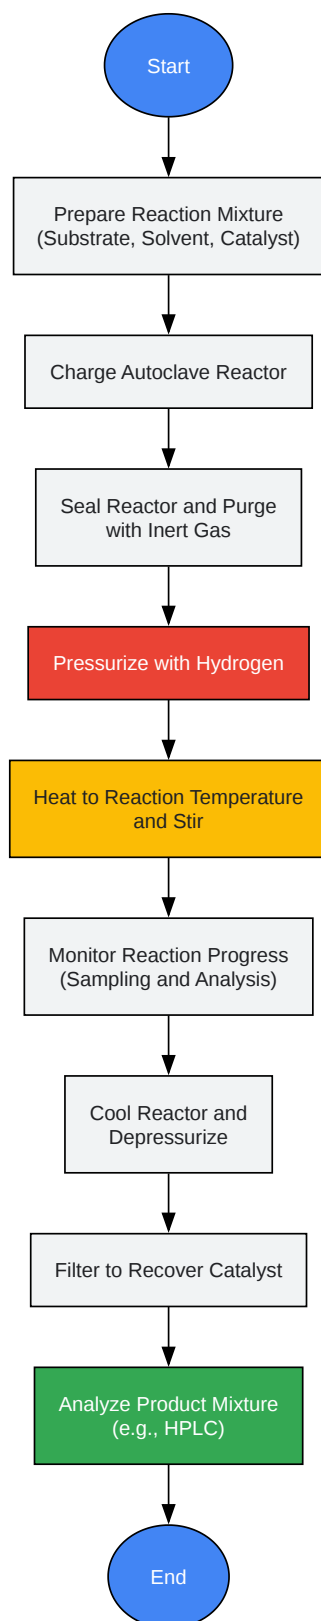 Start
Prepare Reaction Mixture
(Substrate, Solvent, Catalyst)
Charge Autoclave Reactor
Seal Reactor and Purge
with Inert Gas
Pressurize with Hydrogen
Heat to Reaction Temperature
and Stir
Monitor Reaction Progress
(Sampling and Analysis)
Cool Reactor and
Depressurize
Filter to Recover Catalyst
Analyze Product Mixture
(e.g., HPLC)
End